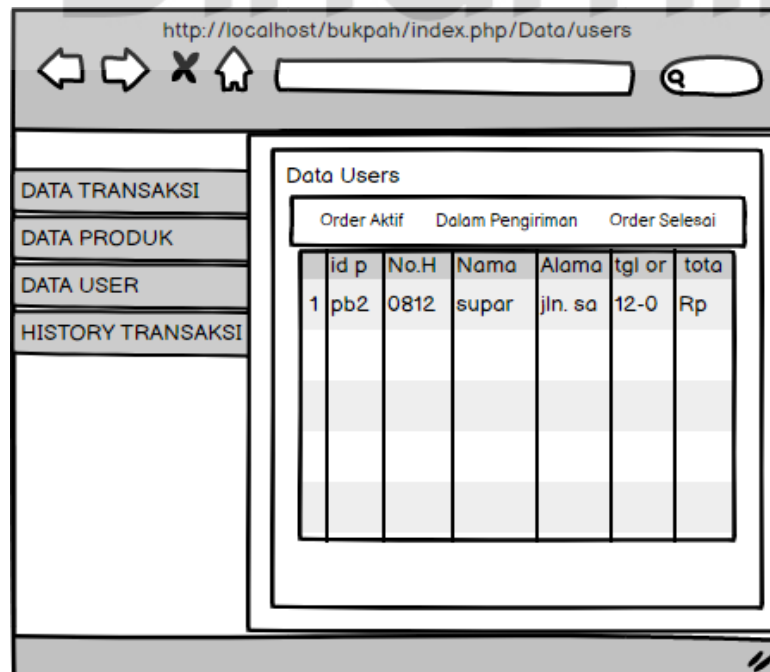 http://localhost/bukpah/index.php/Data/users
DATA TRANSAKSI
DATA PRODUK
DATA USER
HISTORY TRANSAKSI
Data Users
Order Aktif Dalam Pengiriman Order Selesai
id p No.H Nama Alama tgl or tota
1 pb2 0812 supar jln. sa 12-0 Rp